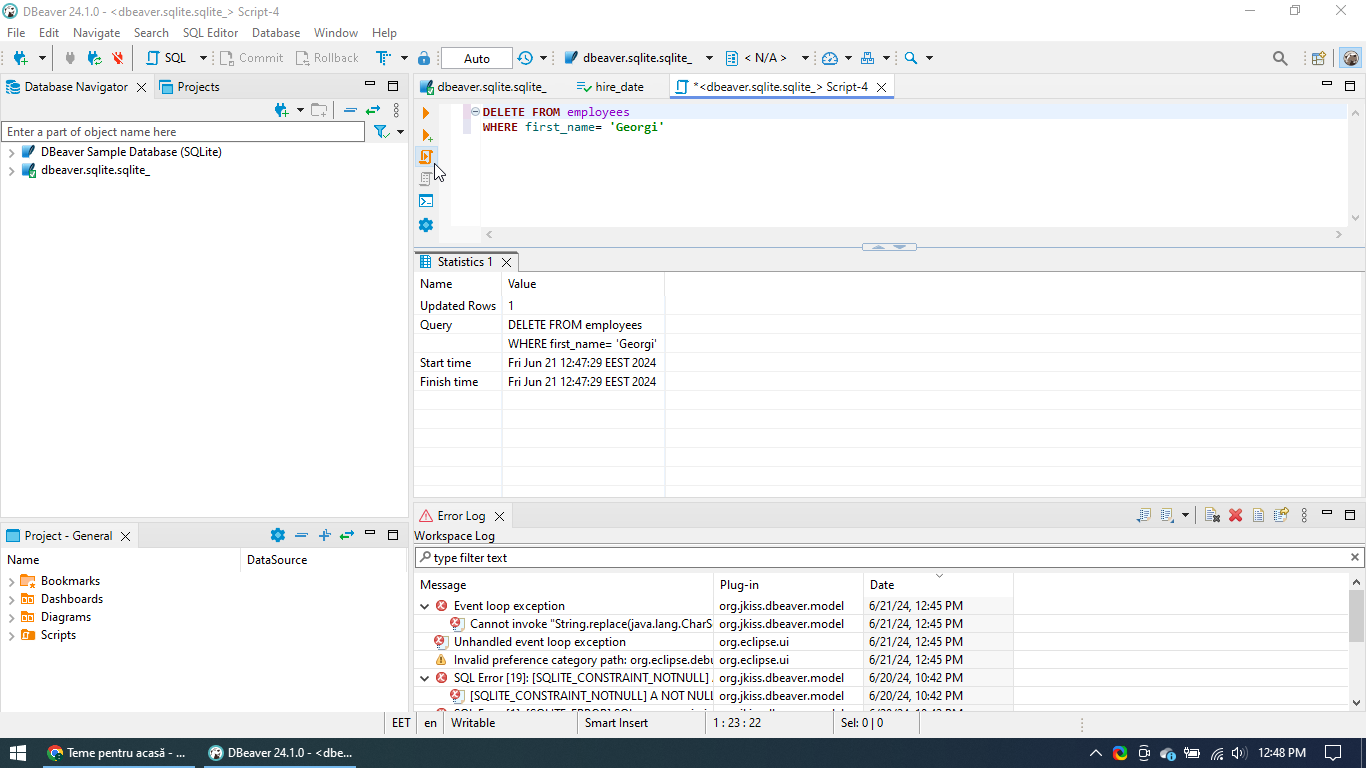 DBeaver 24.1.0 - <dbeaver.sqlite.sqlite_> Script-4
File Edit Navigate Search SQL Editor Database Window Help
SQL Commit Rollback Auto dbeaver.sqlite.sqlite_ < N/A >
Database Navigator Projects
dbeaver.sqlite.sqlite_ hire_date *<dbeaver.sqlite.sqlite_> Script-4
Enter a part of object name here
DBeaver Sample Database (SQLite)
dbeaver.sqlite.sqlite_
DELETE FROM employees
WHERE first_name= 'Georgi'
Statistics 1
Name Value
Updated Rows 1
Query DELETE FROM employees
WHERE first_name= 'Georgi'
Start time Fri Jun 21 12:47:29 EEST 2024
Finish time Fri Jun 21 12:47:29 EEST 2024
Project - General
Name DataSource
Bookmarks
Dashboards
Diagrams
Scripts
Error Log
Workspace Log
type filter text
Message Plug-in Date
Event loop exception org.jkiss.dbeaver.model 6/21/24, 12:45 PM
Cannot invoke "String.replace(java.lang.CharS org.jkiss.dbeaver.model 6/21/24, 12:45 PM
Unhandled event loop exception org.eclipse.ui 6/21/24, 12:45 PM
Invalid preference category path: org.eclipse.debu org.eclipse.ui 6/21/24, 12:45 PM
SQL Error [19]: [SQLITE_CONSTRAINT_NOTNULL] org.jkiss.dbeaver.model 6/20/24, 10:42 PM
[SQLITE_CONSTRAINT_NOTNULL] A NOT NULL org.jkiss.dbeaver.model 6/20/24, 10:42 PM
EET en Writable Smart Insert 1 : 23 : 22 Sel: 0 | 0
Teme pentru acasă - ... DBeaver 24.1.0 - <dbe... 12:48 PM